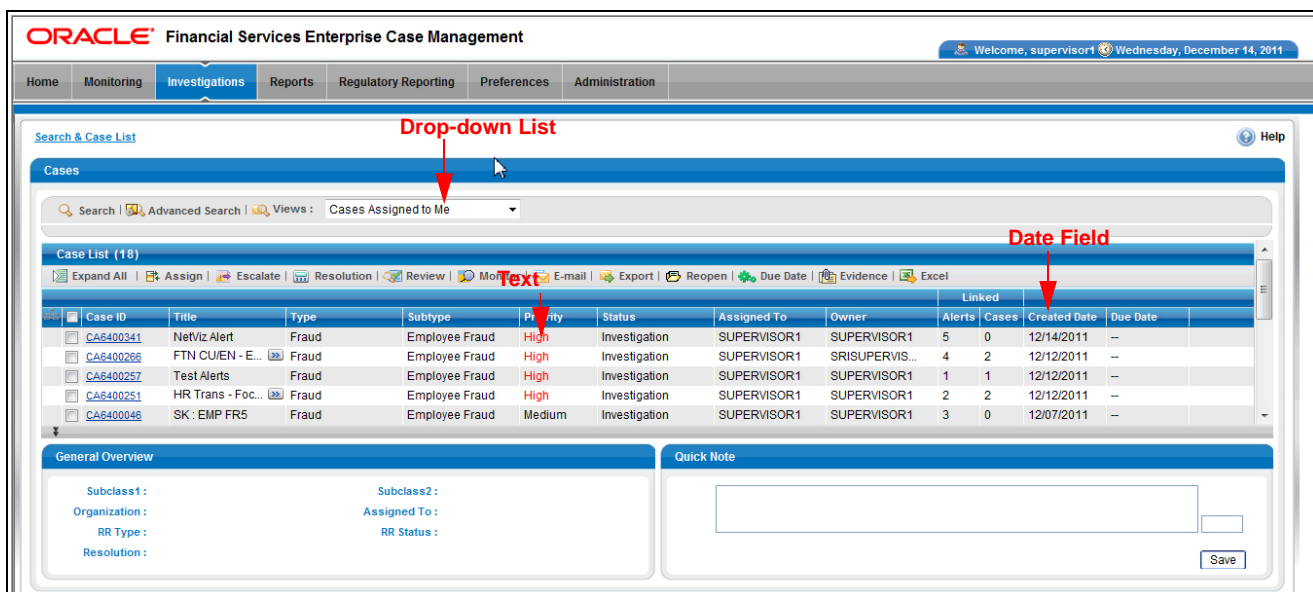 ORACLE® Financial Services Enterprise Case Management
Welcome, supervisor1 Wednesday, December 14, 2011
Home Monitoring Investigations Reports Regulatory Reporting Preferences Administration
Search & Case List
Drop-down List
Help
Cases
Search | Advanced Search | Views : Cases Assigned to Me
Date Field
Case List (18)
Expand All | Assign | Escalate | Resolution | Review | | E-mail | Export | Reopen | Due Date | Evidence | Excel
Text
Linked
Case ID Title Type Subtype Priority Status Assigned To Owner Alerts Cases Created Date Due Date
CA6400341 NetViz Alert Fraud Employee Fraud High Investigation SUPERVISOR1 SUPERVISOR1 5 0 12/14/2011 --
CA6400266 FTN CU/EN - E... Fraud Employee Fraud High Investigation SUPERVISOR1 SRISUPERVIS... 4 2 12/12/2011 --
CA6400257 Test Alerts Fraud Employee Fraud High Investigation SUPERVISOR1 SUPERVISOR1 1 1 12/12/2011 --
CA6400251 HR Trans - Foc... Fraud Employee Fraud High Investigation SUPERVISOR1 SUPERVISOR1 2 2 12/12/2011 --
CA6400046 SK : EMP FR5 Fraud Employee Fraud Medium Investigation SUPERVISOR1 SUPERVISOR1 3 0 12/07/2011 --
General Overview
Quick Note
Subclass1 : Subclass2 :
Organization : Assigned To :
RR Type : RR Status :
Resolution :
Save